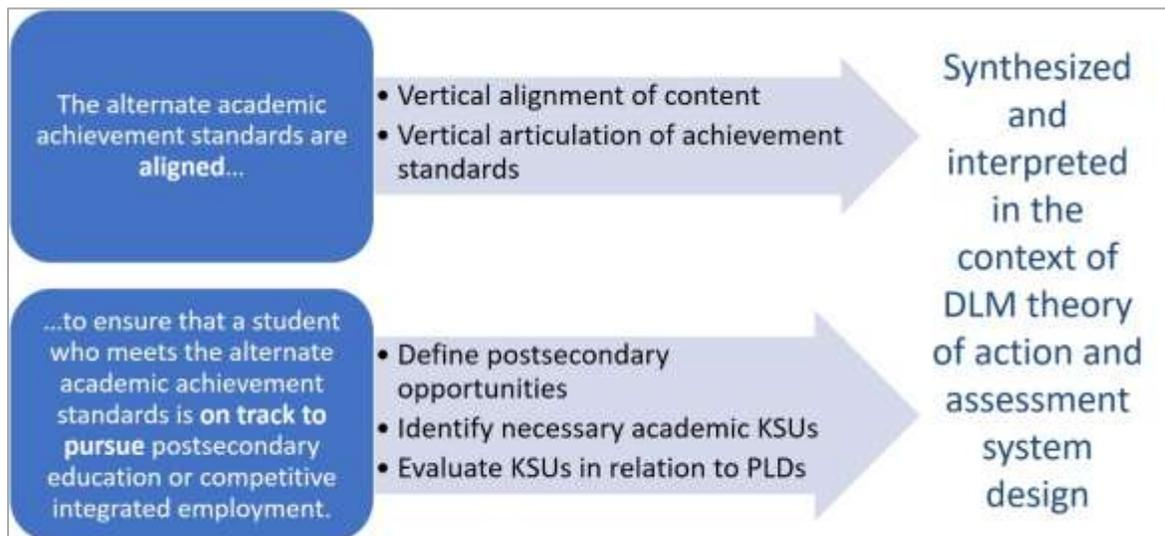 The alternate academic
achievement standards are
aligned...
• Vertical alignment of content
• Vertical articulation of achievement
standards
...to ensure that a student
who meets the alternate
academic achievement
standards is on track to
pursue postsecondary
education or competitive
integrated employment.
• Define postsecondary
opportunities
• Identify necessary academic KSUs
• Evaluate KSUs in relation to PLDs
Synthesized
and
interpreted
in the
context of
DLM theory
of action and
assessment
system
design